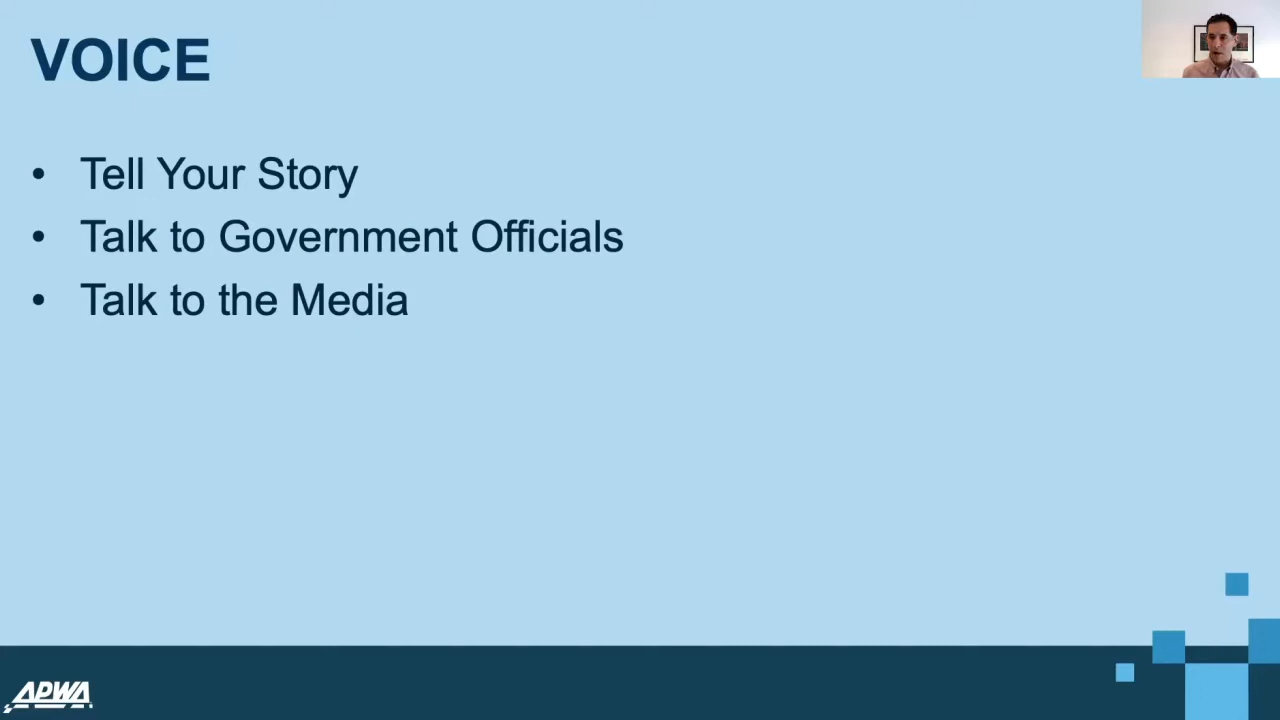 VOICE
• Tell Your Story
• Talk to Government Officials
• Talk to the Media
APWA